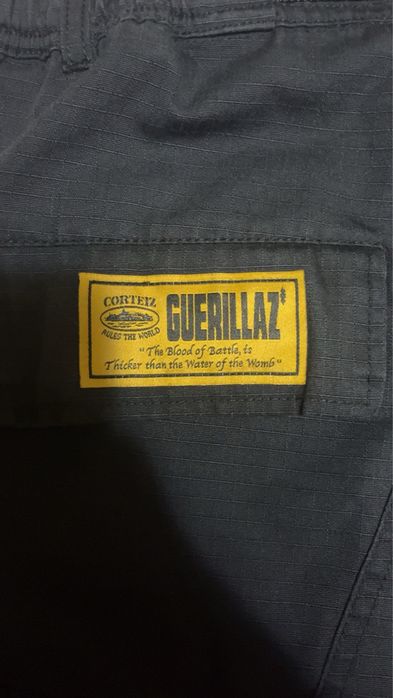 CORTEIZ
RULES THE WORLD
GUERILLAZ
"The Blood of Battle, is
Thicker than the Water of the Womb"